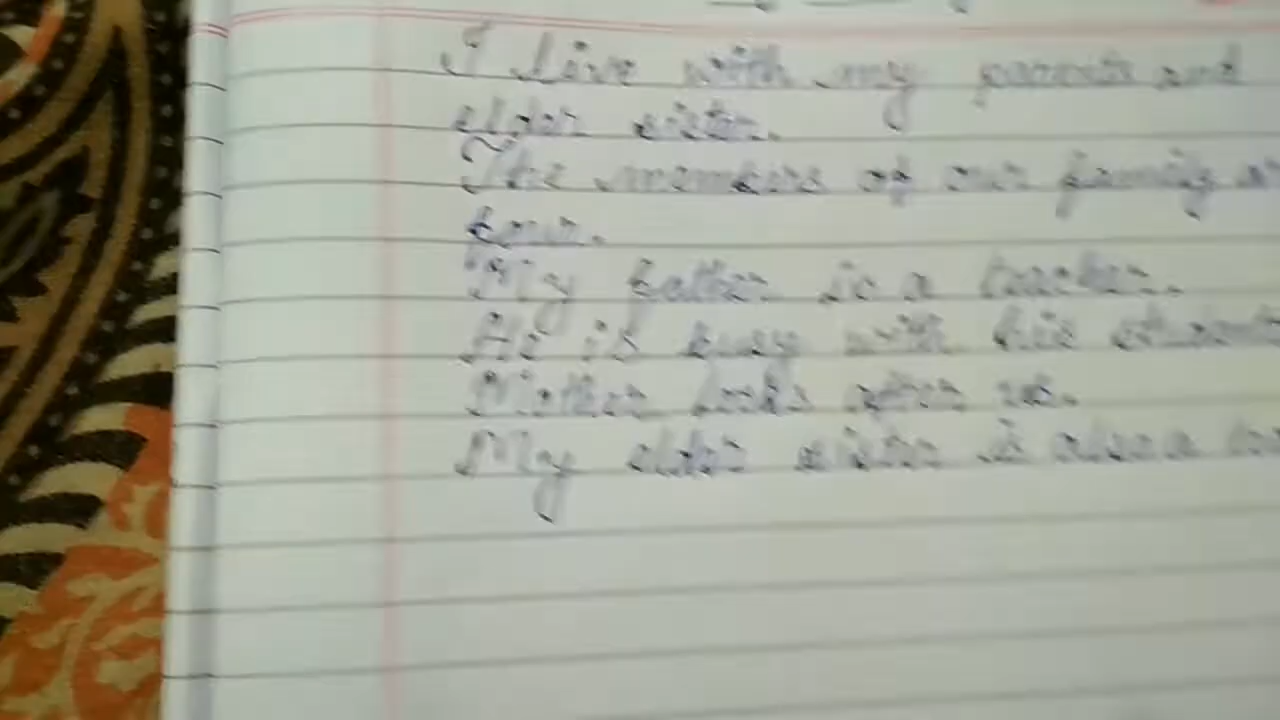 I live with my parents and
elder sister.
The members of our family
four.
My father is a teacher.
He is busy with his students
Mother looks after us.
My elder sister is also a